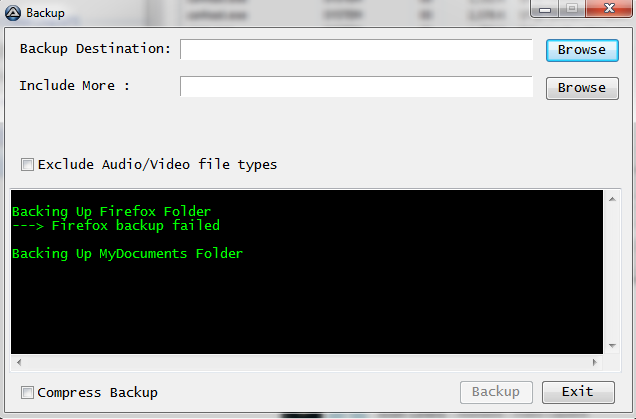 Backup
Backup Destination: Browse
Include More : Browse
Exclude Audio/Video file types
Backing Up Firefox Folder
---> Firefox backup failed
Backing Up MyDocuments Folder
Compress Backup Backup Exit